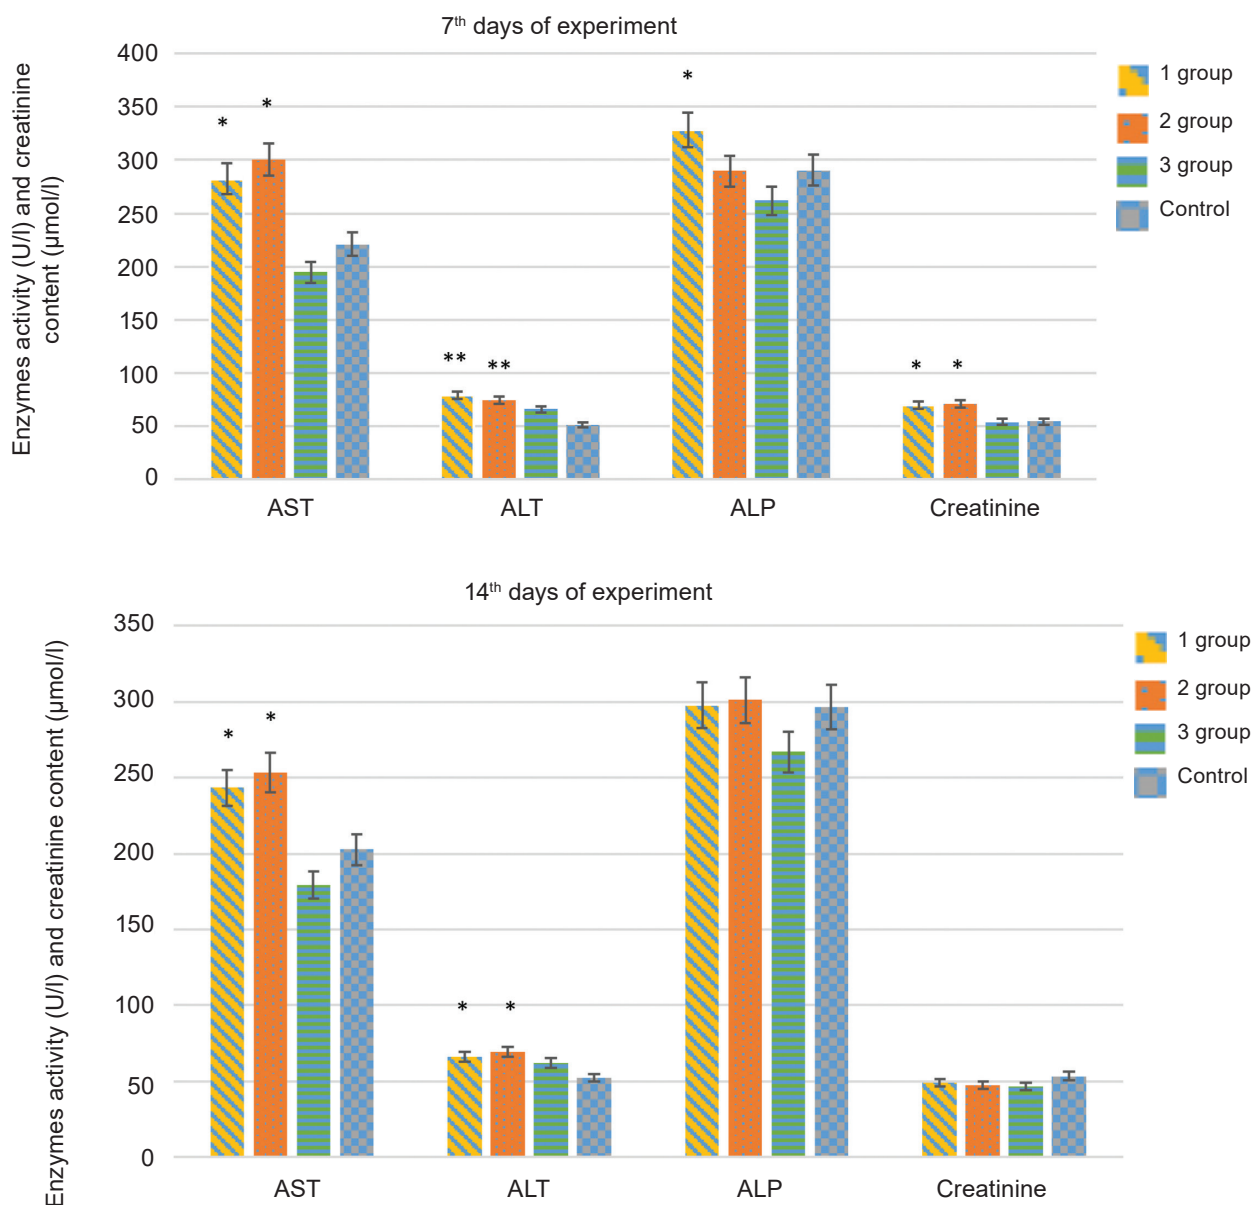 7th days of experiment
Enzymes activity (U/l) and creatinine
content (µmol/l)
400
350
300
250
200
150
100
50
0
*
*
**
**
*
*
*
AST
ALT
ALP
Creatinine
1 group
2 group
3 group
Control
14th days of experiment
Enzymes activity (U/l) and creatinine content (µmol/l)
350
300
250
200
150
100
50
0
*
*
*
*
AST
ALT
ALP
Creatinine
1 group
2 group
3 group
Control